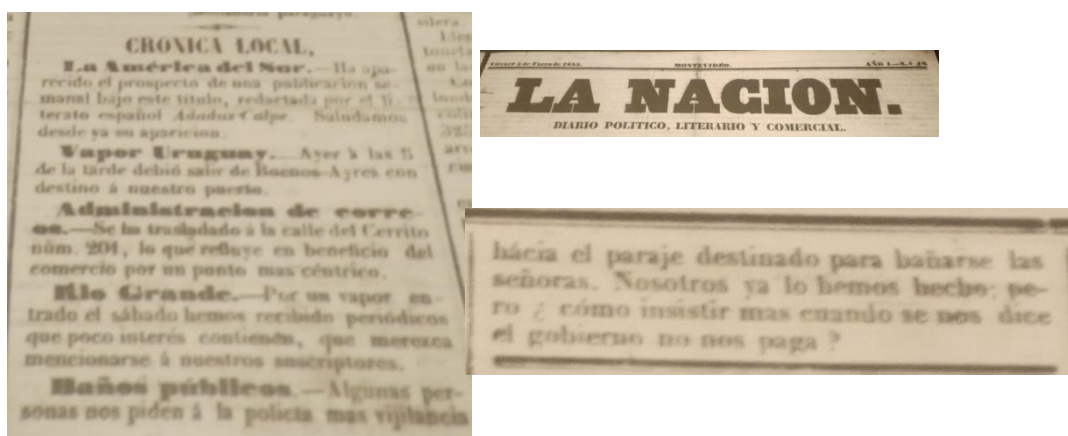 CRONICA LOCAL.
La América del Sur.—Ha apa-
recido el prospecto de una publicacion se-
manal bajo este título, redactada por el li-
terato español Adadus Calpe. Saludamos
desde ya su aparicion.
Vapor Uruguay.—Ayer á las 5
de la tarde debió salir de Buenos-Ayres con
destino á nuestro puerto.
Administracion de corre-
os.—Se ha trasladado á la calle del Cerrito
núm. 201, lo que refluye en beneficio del
comercio por un punto mas céntrico.
Rio Grande.—Por un vapor en-
trado el sábado hemos recibido periódicos
que poco interés contienen, que merezca
mencionarse á nuestros suscriptores.
Baños públicos.—Algunas per-
sonas nos piden á la policia mas vigilancia
MONTEVIDEO.
AÑO 1.
LA NACION.
DIARIO POLITICO, LITERARIO Y COMERCIAL.
hácia el paraje destinado para bañarse las
señoras. Nosotros ya lo hemos hecho; pe-
ro ¿ cómo insistir mas cuando se nos dice
el gobierno no nos paga ?